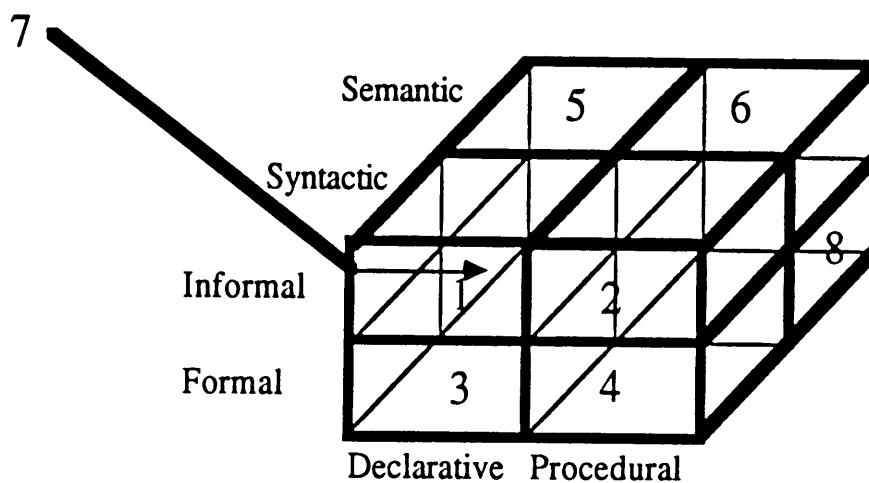 7
Semantic 5 6
Syntactic
Informal 1 2 8
Formal 3 4
Declarative Procedural